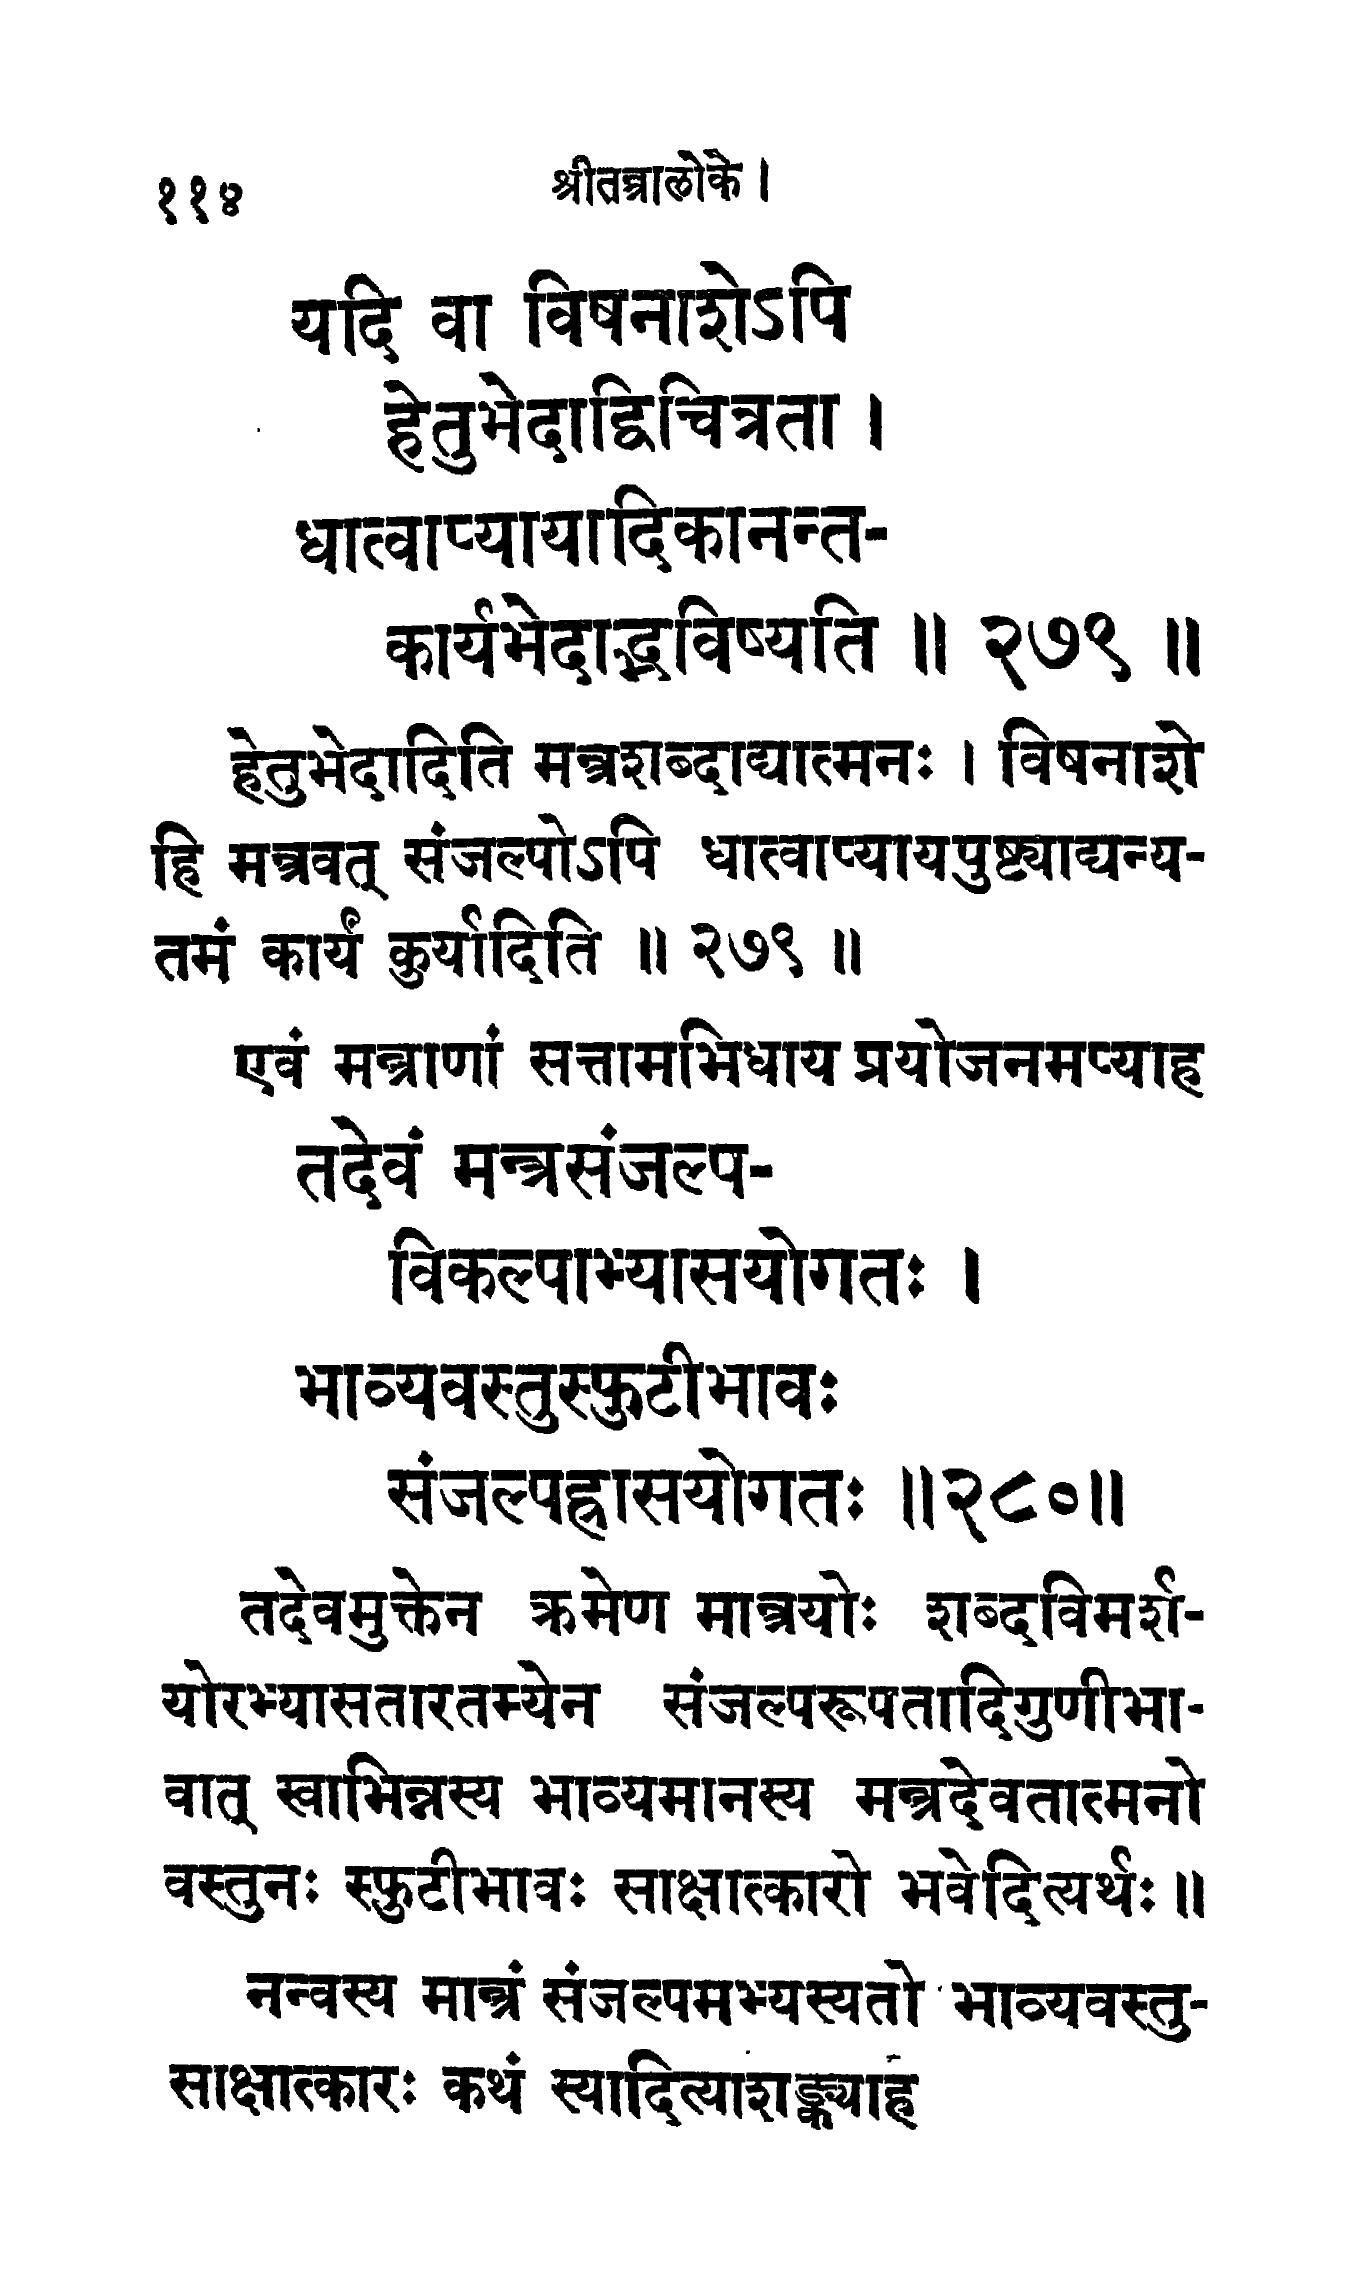 ११४
श्रीतन्त्रालोके।
यदि वा विषनाशेऽपि
हेतुभेदाद्विचित्रता।
धात्वाप्यायादिकानन्त-
कार्यभेदाद्भविष्यति ॥ २७९ ॥
हेतुभेदादिति मन्त्रशब्दाद्यात्मनः। विषनाशे
हि मन्त्रवत् संजल्पोऽपि धात्वाप्यायपुष्ट्याद्यन्य-
तमं कार्यं कुर्यादिति ॥ २७९ ॥
एवं मन्त्राणां सत्तामभिधाय प्रयोजनमप्याह
तदेवं मन्त्रसंजल्प-
विकल्पाभ्यासयोगतः।
भाव्यवस्तुस्फुटीभावः
संजल्पह्रासयोगतः ॥२८०॥
तदेवमुक्तेन क्रमेण मान्त्रयोः शब्दविमर्श-
योरभ्यासतारतम्येन संजल्परूपतादिगुणीभा-
वात् स्वाभिन्नस्य भाव्यमानस्य मन्त्रदेवतात्मनो
वस्तुनः स्फुटीभावः साक्षात्कारो भवेदित्यर्थः॥
नन्वस्य मान्त्रं संजल्पमभ्यस्यतो भाव्यवस्तु-
साक्षात्कारः कथं स्यादित्याशङ्क्याह